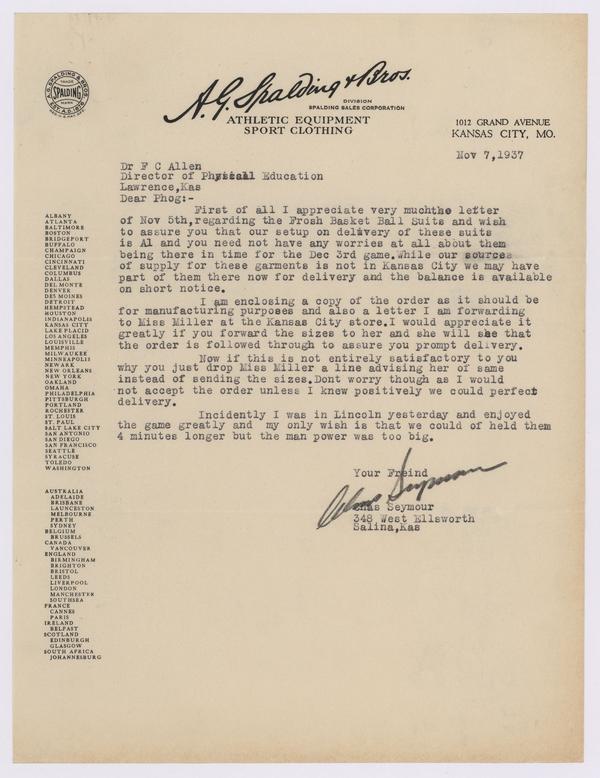 A.G. SPALDING & BROS.
TRADE
SPALDING
MARK
EST. A.D. 1876
A.G. Spalding & Bros.
DIVISION
SPALDING SALES CORPORATION
ATHLETIC EQUIPMENT
SPORT CLOTHING
1012 GRAND AVENUE
KANSAS CITY, MO.
Nov 7,1937
Dr F C Allen
Director of Physicall Education
Lawrence,Kas
Dear Phog:-
First of all I appreciate very muchthe letter
of Nov 5th,regarding the Frosh Basket Ball Suits and wish
to assure you that our setup on delivery of these suits
is A1 and you need not have any worries at all about them
being there in time for the Dec 3rd game.While our sources
of supply for these garments is not in Kansas City we may have
part of them there now for delivery and the balance is available
on short notice.
I am enclosing a copy of the order as it should be
for manufacturing purposes and also a letter I am forwarding
to Miss Miller at the Kansas City store.I would appreciate it
greatly if you forward the sizes to her and she will see that
the order is followed through to assure you prompt delivery.
Now if this is not entirely satisfactory to you
why you just drop Miss Miller a line advising her of same
instead of sending the sizes.Dont worry though as I would
not accept the order unless I knew positively we could perfect
delivery.
Incidently I was in Lincoln yesterday and enjoyed
the game greatly and my only wish is that we could of held them
4 minutes longer but the man power was too big.
Your Freind
Chas Seymour
Chas Seymour
348 West Ellsworth
Salina,Kas
ALBANY
ATLANTA
BALTIMORE
BOSTON
BRIDGEPORT
BUFFALO
CHAMPAIGN
CHICAGO
CINCINNATI
CLEVELAND
COLUMBUS
DALLAS
DEL MONTE
DENVER
DES MOINES
DETROIT
HEMPSTEAD
HOUSTON
INDIANAPOLIS
KANSAS CITY
LAKE PLACID
LOS ANGELES
LOUISVILLE
MEMPHIS
MILWAUKEE
MINNEAPOLIS
NEWARK
NEW ORLEANS
NEW YORK
OAKLAND
OMAHA
PHILADELPHIA
PITTSBURGH
PORTLAND
ROCHESTER
ST. LOUIS
ST. PAUL
SALT LAKE CITY
SAN ANTONIO
SAN DIEGO
SAN FRANCISCO
SEATTLE
SYRACUSE
TOLEDO
WASHINGTON
AUSTRALIA
ADELAIDE
BRISBANE
LAUNCESTON
MELBOURNE
PERTH
SYDNEY
BELGIUM
BRUSSELS
CANADA
VANCOUVER
ENGLAND
BIRMINGHAM
BRIGHTON
BRISTOL
LEEDS
LIVERPOOL
LONDON
MANCHESTER
SOUTHSEA
FRANCE
CANNES
PARIS
IRELAND
BELFAST
SCOTLAND
EDINBURGH
GLASGOW
SOUTH AFRICA
JOHANNESBURG